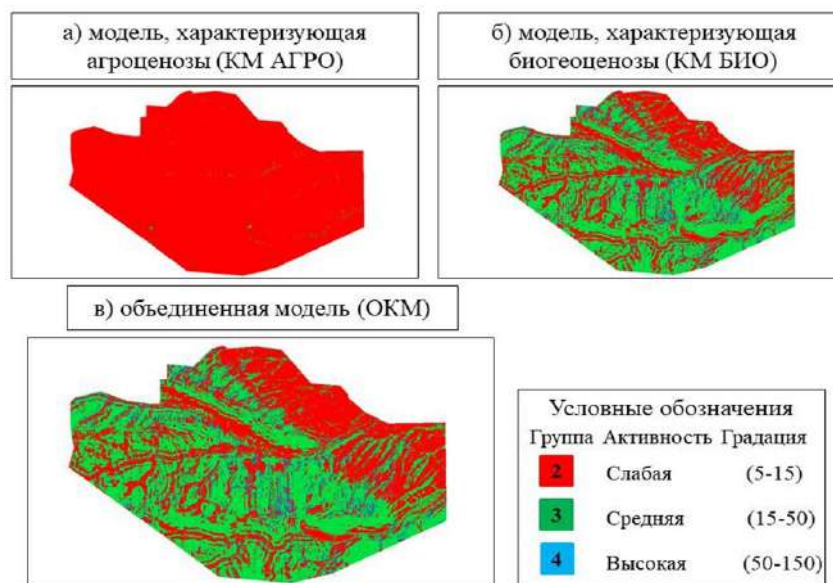 а) модель, характеризующая
агроценозы (КМ АГРО)
б) модель, характеризующая
биогеоценозы (КМ БИО)
в) объединенная модель (ОКМ)
Условные обозначения
Группа Активность Градация
2 Слабая (5-15)
3 Средняя (15-50)
4 Высокая (50-150)